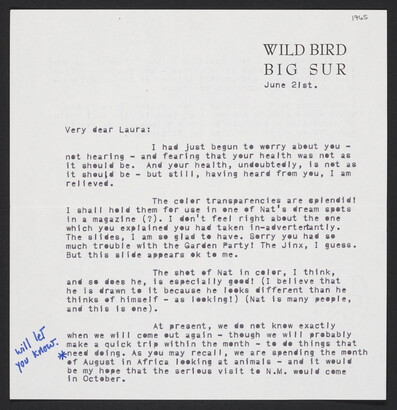 1965
WILD BIRD
BIG SUR
June 21st.
Very dear Laura:
I had just begun to worry about you -
not hearing - and fearing that your health was not as
it should be. And your health, undoubtedly, is not as
it should be - but still, having heard from you, I am
relieved.
The color transparencies are splendid!
I shall hold them for use in one of Nat's dream spots
in a magazine (?). I don't feel right about the one
which you explained you had taken in-advertertantly.
The slides, I am so glad to have. Sorry you had so
much trouble with the Garden Party! The Jinx, I guess.
But this slide appears ok to me.
The shot of Nat in color, I think,
and so does he, is especially good! (I believe that
he is drawn to it because he looks different than he
thinks of himself - as looking!) (Nat is many people,
and this is one).
At present, we do not know exactly
when we will come out again - though we will probably
make a quick trip within the month - to do things that
*need doing. As you may recall, we are spending the month
of August in Africa looking at animals - and it would
be my hope that the serious visit to N.M. would come
in October.
will let
you know.